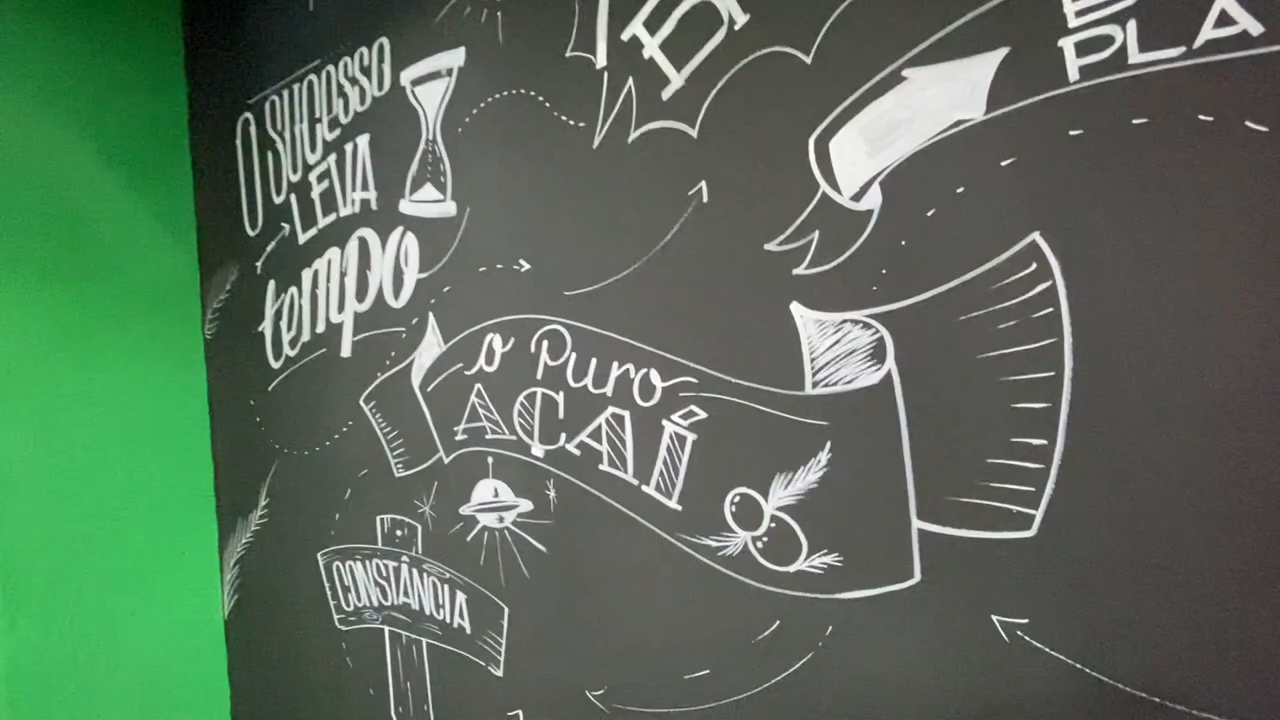 O SUCESSO
LEVA
tempo
PLA
o Puro
AÇAÍ
CONSTÂNCIA